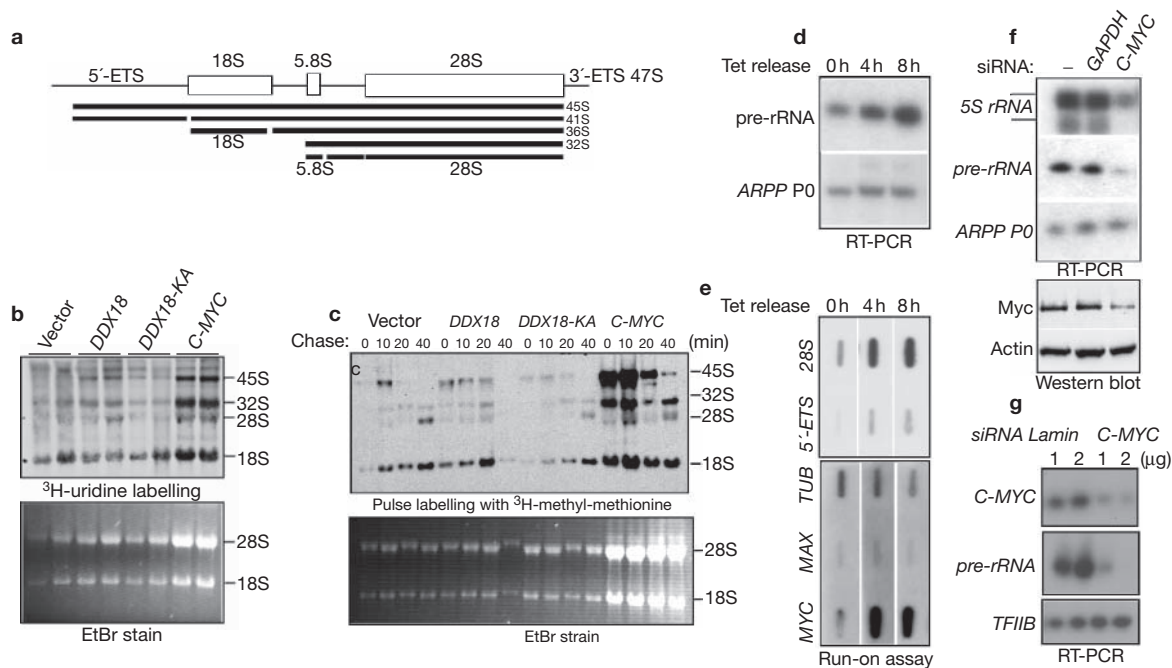 a
5´-ETS 18S 5.8S 28S 3´-ETS 47S
45S
41S
36S
18S
32S
5.8S 28S
b
Vector DDX18 DDX18-KA C-MYC
45S
32S
28S
18S
³H-uridine labelling
28S
18S
EtBr stain
c
Vector DDX18 DDX18-KA C-MYC
Chase: 0 10 20 40 0 10 20 40 0 10 20 40 0 10 20 40 (min)
C
45S
32S
28S
18S
Pulse labelling with ³H-methyl-methionine
28S
18S
EtBr strain
d
Tet release 0 h 4 h 8 h
pre-rRNA
ARPP P0
RT-PCR
e
Tet release 0 h 4 h 8 h
28S
5´-ETS
TUB
MAX
MYC
Run-on assay
f
siRNA: – GAPDH C-MYC
5S rRNA
pre-rRNA
ARPP P0
RT-PCR
Myc
Actin
Western blot
g
siRNA Lamin C-MYC
1 2 1 2 (µg)
C-MYC
pre-rRNA
TFIIB
RT-PCR